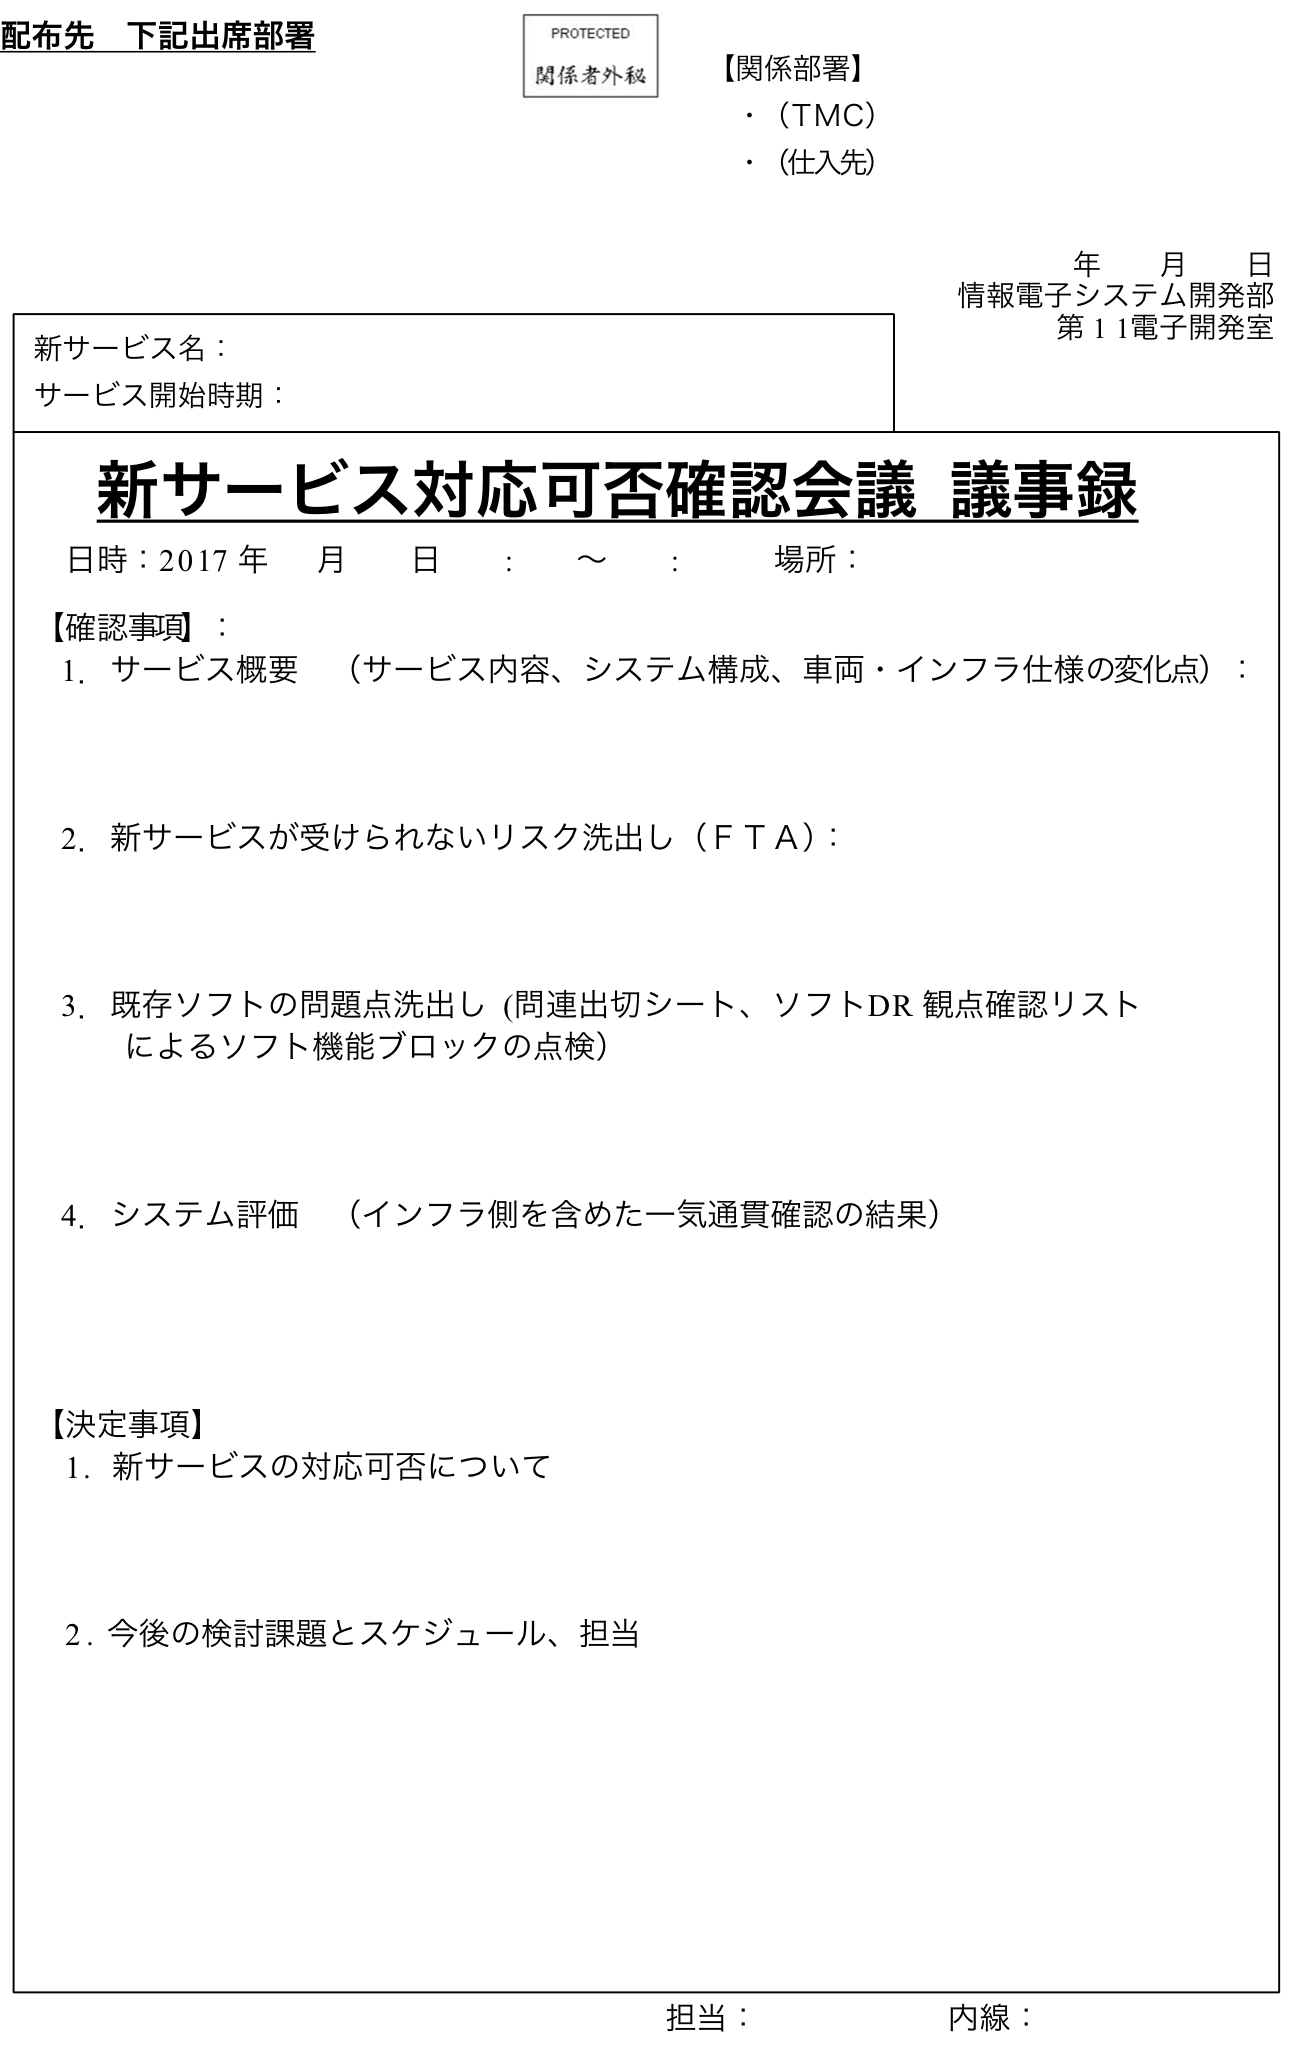 配布先　下記出席部署
PROTECTED
関係者外秘
【関係部署】
・（TMC）
・（仕入先）
年　　月　　日
情報電子システム開発部
第１１電子開発室
新サービス名：
サービス開始時期：
新サービス対応可否確認会議 議事録
日時：2017 年　月　　日　　:　　～　　:　　　場所：
【確認事項】：
1. サービス概要　（サービス内容、システム構成、車両・インフラ仕様の変化点）：
2. 新サービスが受けられないリスク洗出し（ＦＴＡ）：
3. 既存ソフトの問題点洗出し (問連出切シート、ソフトDR 観点確認リスト
によるソフト機能ブロックの点検）
4. システム評価　（インフラ側を含めた一気通貫確認の結果）
【決定事項】
1. 新サービスの対応可否について
2. 今後の検討課題とスケジュール、担当
担当：　　　　　　内線：